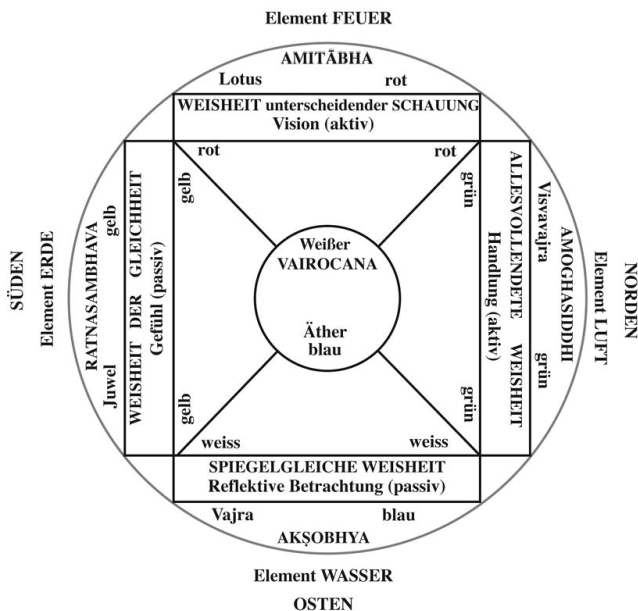 Element FEUER
AMITĀBHA
Lotus rot
WEISHEIT unterscheidender SCHAUUNG
Vision (aktiv)
rot rot
gelb
grün
SÜDEN
Element ERDE
RATNASAMBHAVA
Juwel gelb
WEISHEIT DER GLEICHHEIT
Gefühl (passiv)
Weißer
VAIROCANA
Äther
blau
Handlung (aktiv)
ALLESVOLLENDETE WEISHEIT
Visvavajra grün
AMOGHASIDDHI
Element LUFT
NORDEN
gelb
grün
weiss weiss
SPIEGELGLEICHE WEISHEIT
Reflektive Betrachtung (passiv)
Vajra blau
AKṢOBHYA
Element WASSER
OSTEN